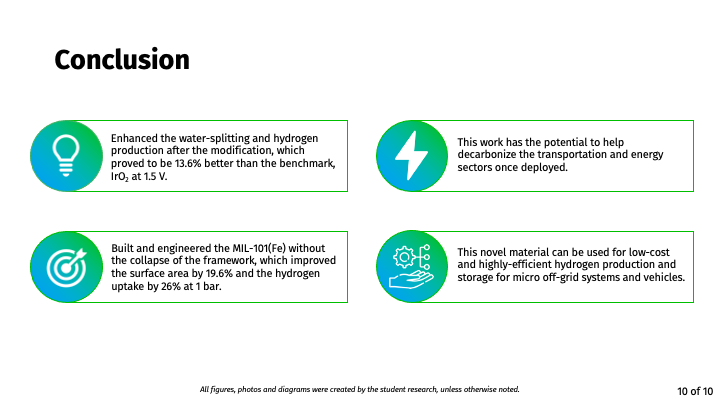 Conclusion
Enhanced the water-splitting and hydrogen
production after the modification, which
proved to be 13.6% better than the benchmark,
IrO₂ at 1.5 V.
This work has the potential to help
decarbonize the transportation and energy
sectors once deployed.
Built and engineered the MIL-101(Fe) without
the collapse of the framework, which improved
the surface area by 19.6% and the hydrogen
uptake by 26% at 1 bar.
This novel material can be used for low-cost
and highly-efficient hydrogen production and
storage for micro off-grid systems and vehicles.
All figures, photos and diagrams were created by the student research, unless otherwise noted.
10 of 10